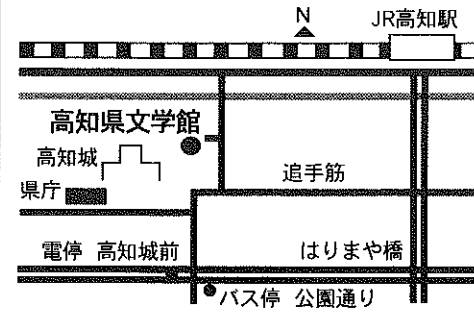 N
JR高知駅
高知県文学館
高知城
追手筋
県庁
電停 高知城前
はりまや橋
バス停 公園通り